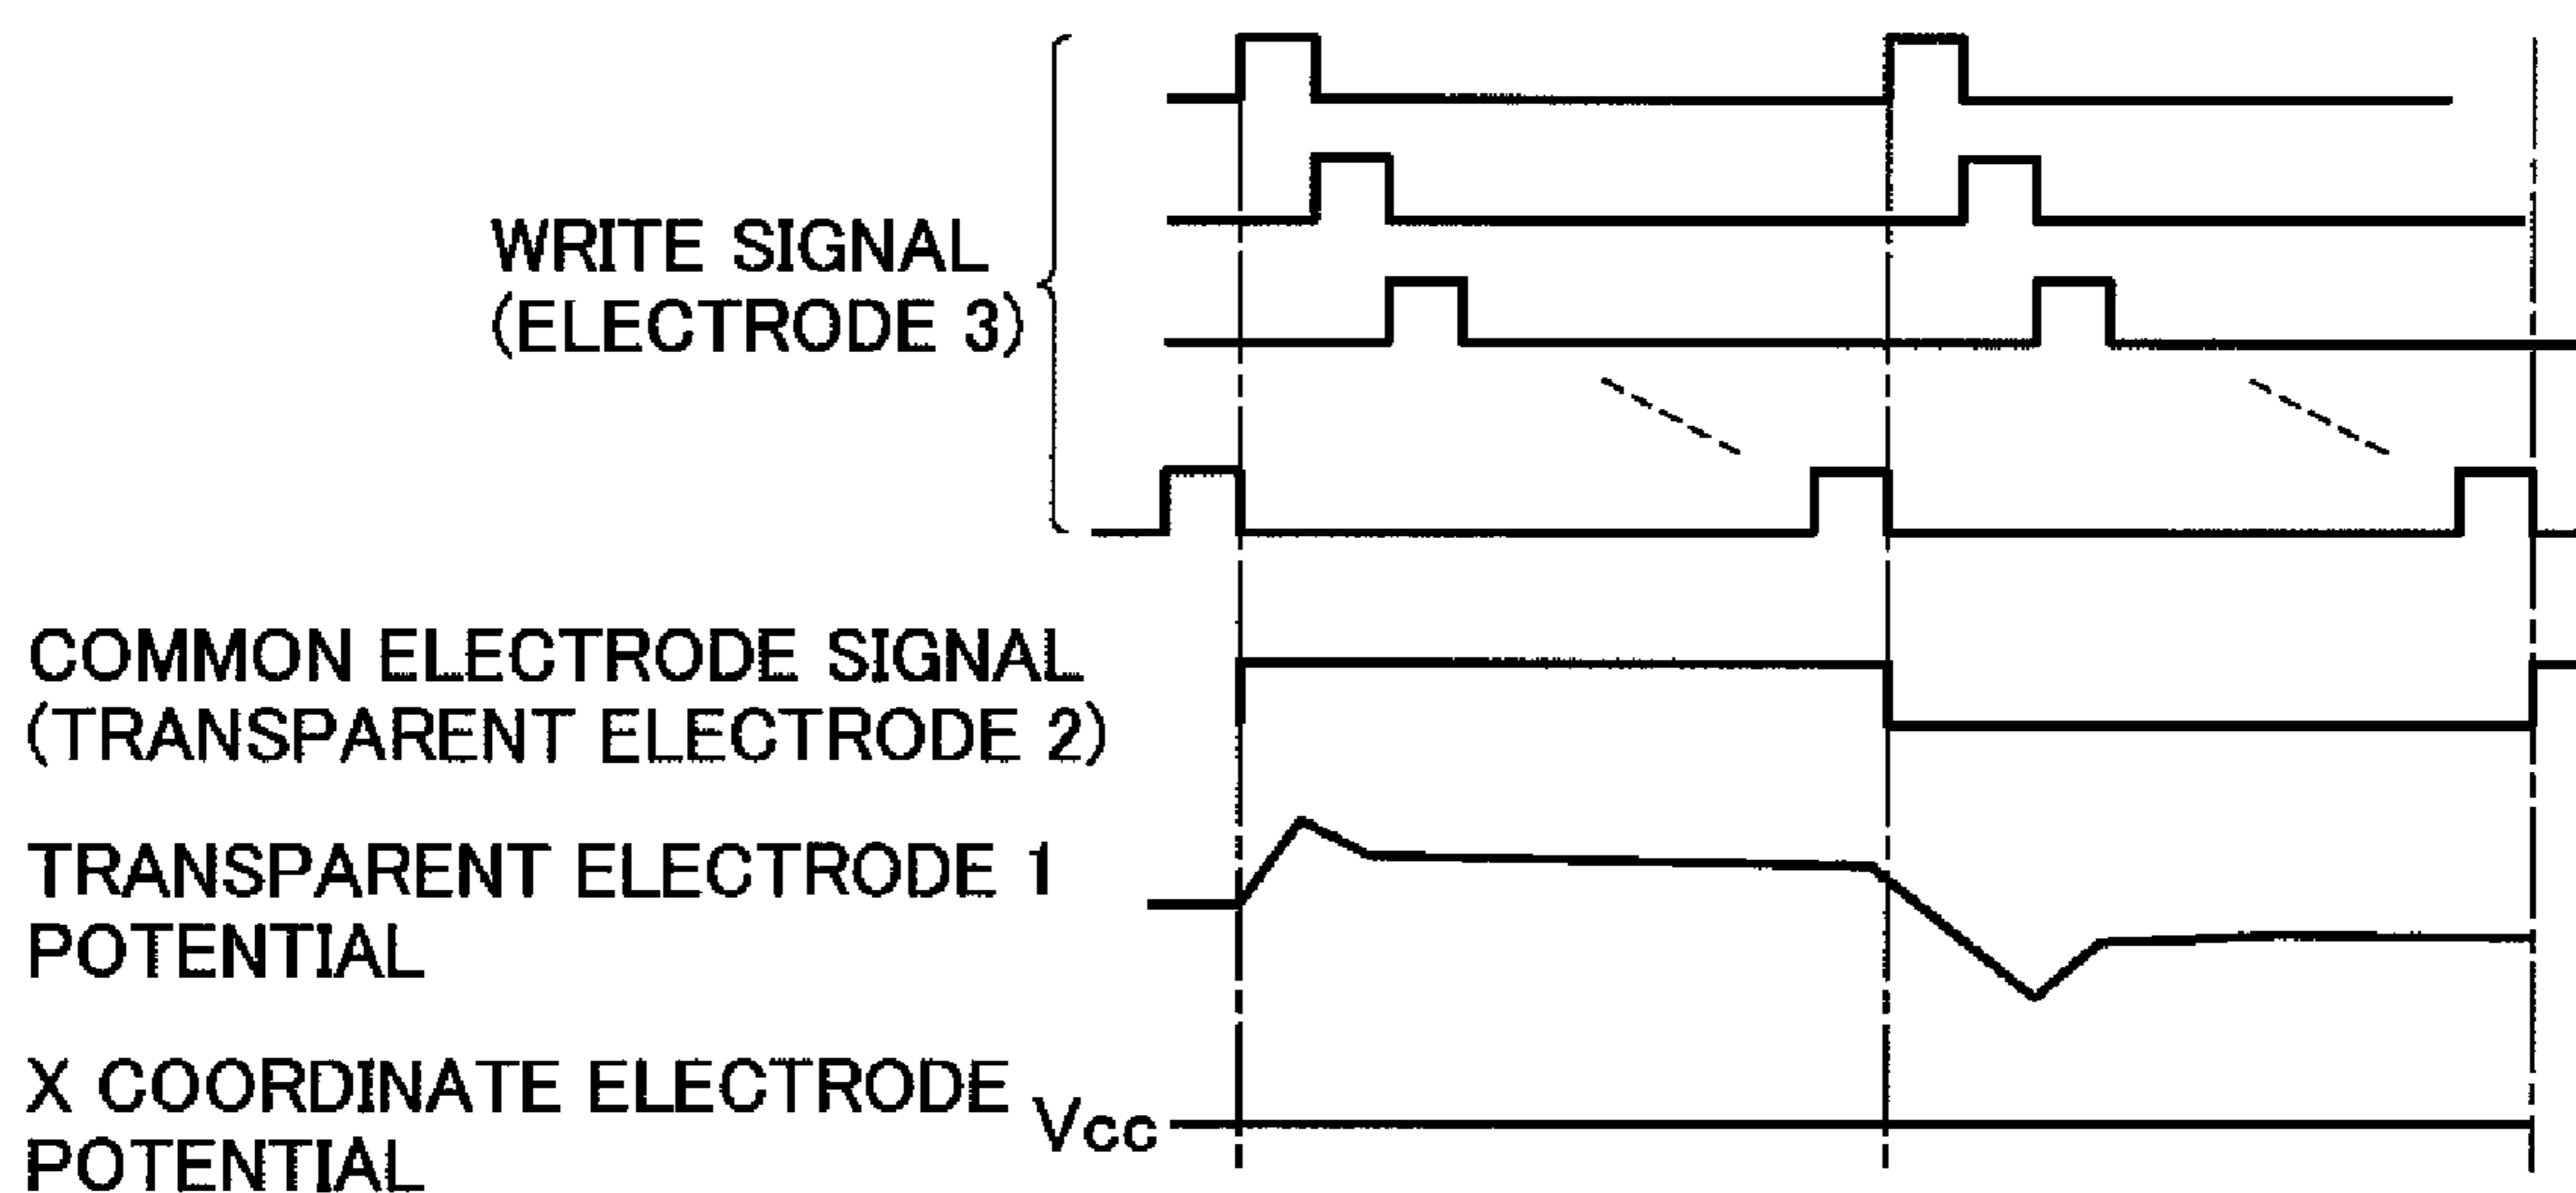 WRITE SIGNAL
(ELECTRODE 3)
COMMON ELECTRODE SIGNAL
(TRANSPARENT ELECTRODE 2)
TRANSPARENT ELECTRODE 1
POTENTIAL
X COORDINATE ELECTRODE
POTENTIAL
Vcc